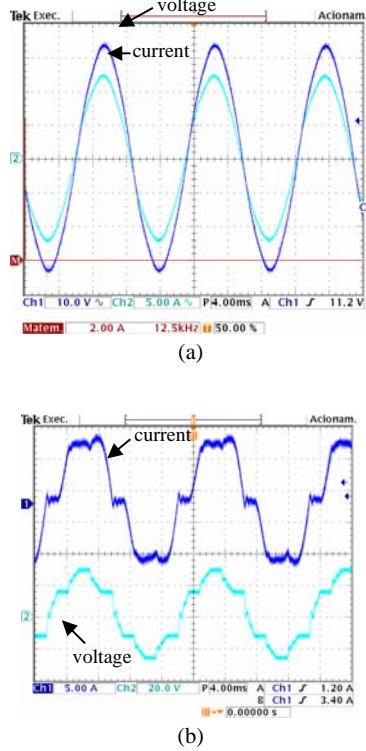 voltage
Tek Exec. Acionam.
current
2
M
Ch1 10.0 V Ch2 5.00 A P 4.00ms A Ch1 11.2 V
Matem. 2.00 A 12.5kHz 50.00 %
(a)
Tek Exec. Acionam.
current
1
2
voltage
Ch1 5.00 A Ch2 20.0 V P 4.00ms A Ch1 1.20 A
B Ch1 3.40 A
0.00000 s
(b)